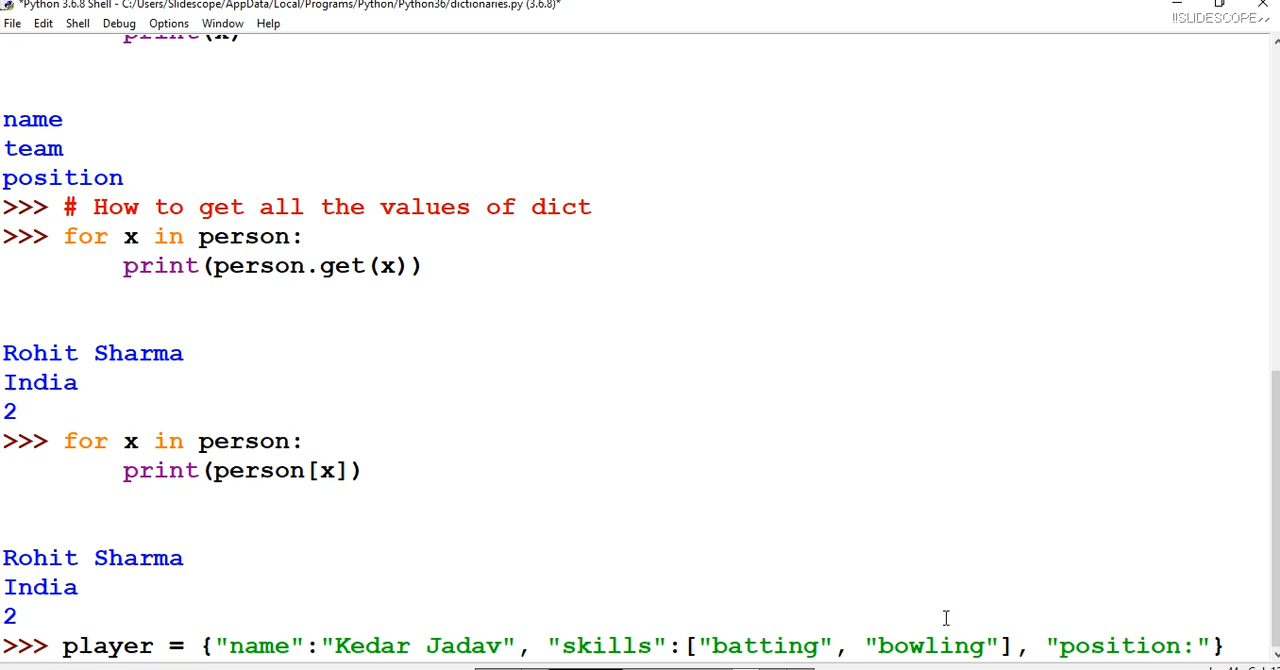 *Python 3.6.8 Shell - C:/Users/Slidescope/AppData/Local/Programs/Python/Python36/dictionaries.py (3.6.8)*
!!SLIDESCOPE
File Edit Shell Debug Options Window Help
print(x)
name
team
position
>>> # How to get all the values of dict
>>> for x in person:
print(person.get(x))
Rohit Sharma
India
2
>>> for x in person:
print(person[x])
Rohit Sharma
India
2
>>> player = {"name":"Kedar Jadav", "skills":["batting", "bowling"], "position:"}